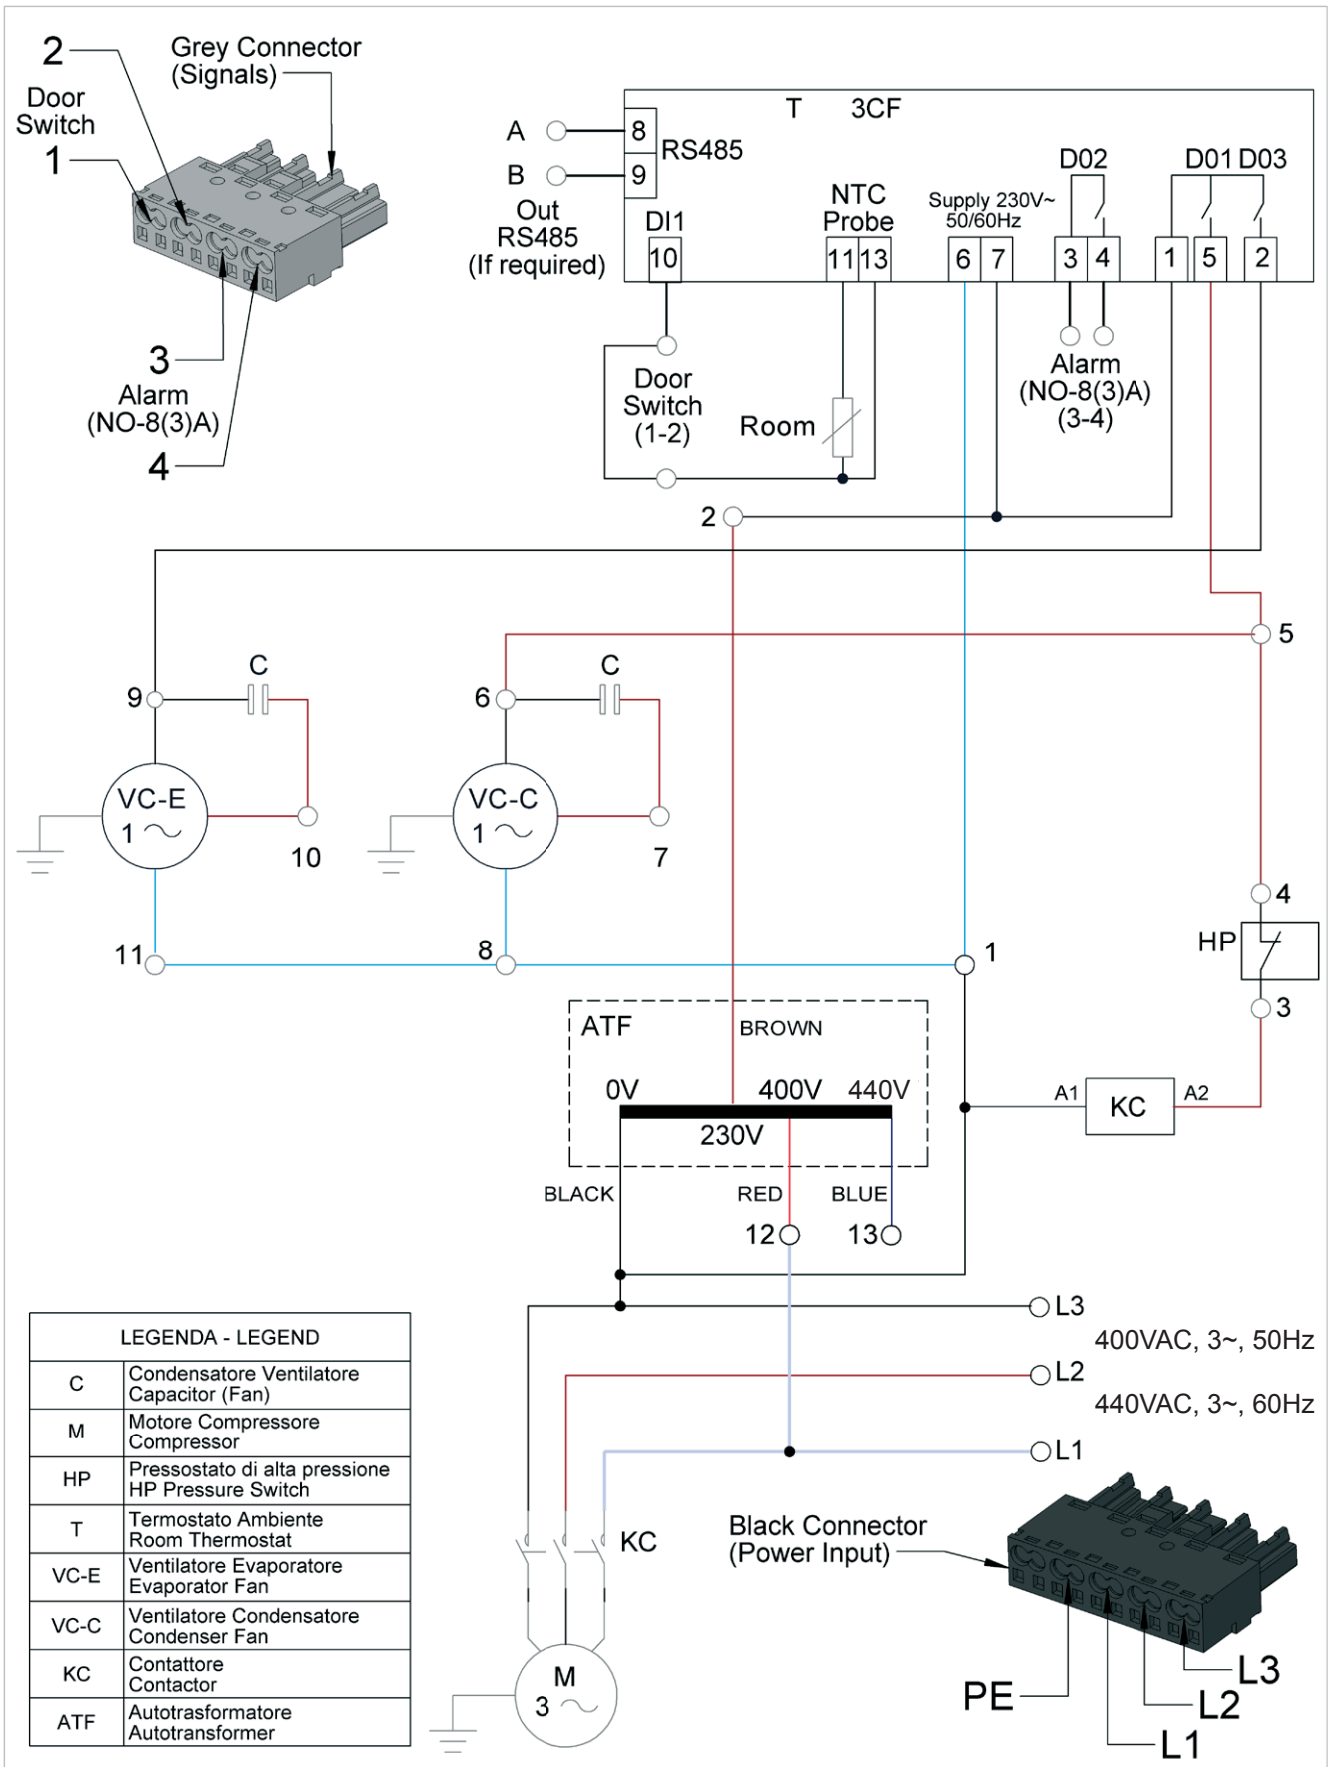 2
Grey Connector
(Signals)
Door
Switch
1
3
Alarm
(NO-8(3)A)
4
T 3CF
A
8
RS485
B
9
Out
RS485
(If required)
DI1
10
NTC
Probe
11 13
Supply 230V~
50/60Hz
6 7
D02
3 4
D01 D03
1 5 2
Door
Switch
(1-2)
Room
Alarm
(NO-8(3)A)
(3-4)
2
5
9
C
6
C
VC-E
1
10
VC-C
1
7
4
HP
3
11
8
1
ATF
BROWN
0V
400V
440V
230V
A1
KC
A2
BLACK
RED
BLUE
12
13
L3
400VAC, 3~, 50Hz
L2
440VAC, 3~, 60Hz
L1
LEGENDA - LEGEND
C
Condensatore Ventilatore
Capacitor (Fan)
M
Motore Compressore
Compressor
HP
Pressostato di alta pressione
HP Pressure Switch
T
Termostato Ambiente
Room Thermostat
VC-E
Ventilatore Evaporatore
Evaporator Fan
VC-C
Ventilatore Condensatore
Condenser Fan
KC
Contattore
Contactor
ATF
Autotrasformatore
Autotransformer
KC
M
3
Black Connector
(Power Input)
PE
L3
L2
L1